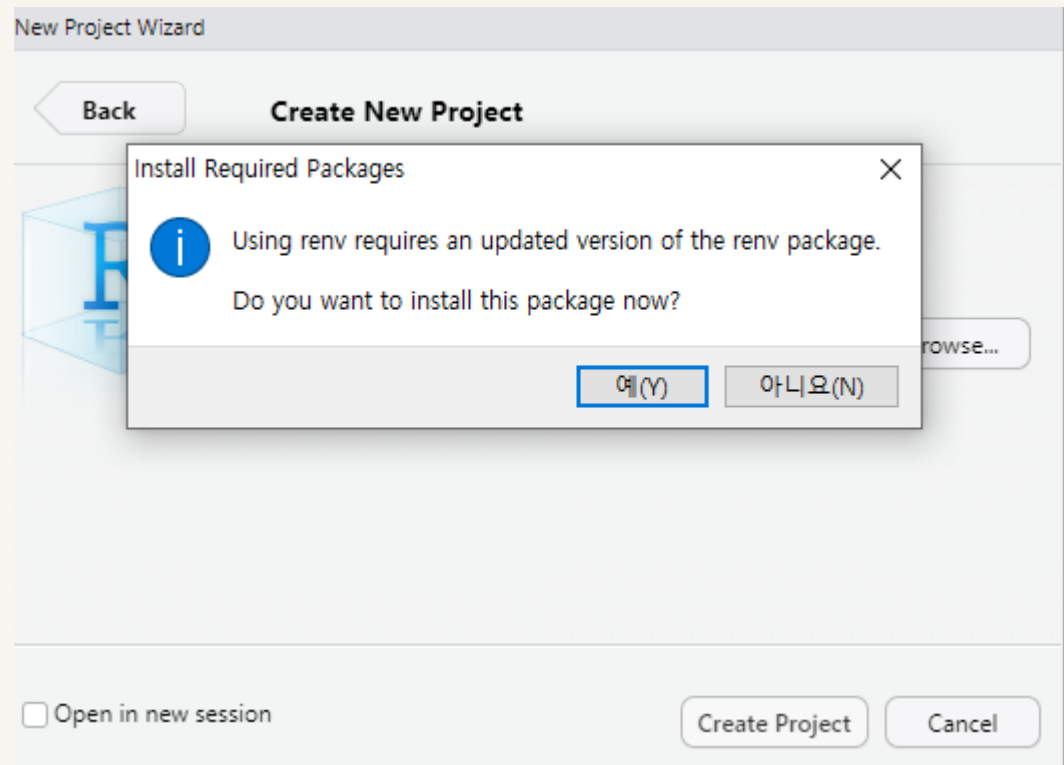 New Project Wizard
Back
Create New Project
Install Required Packages
Using renv requires an updated version of the renv package.
Do you want to install this package now?
예(Y)
아니요(N)
rowse...
Open in new session
Create Project
Cancel